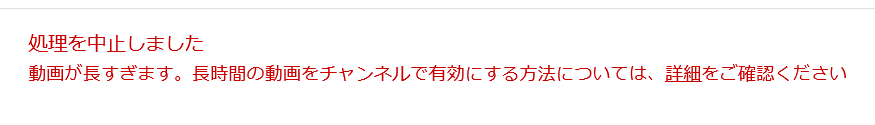 処理を中止しました
動画が長すぎます。長時間の動画をチャンネルで有効にする方法については、詳細をご確認ください